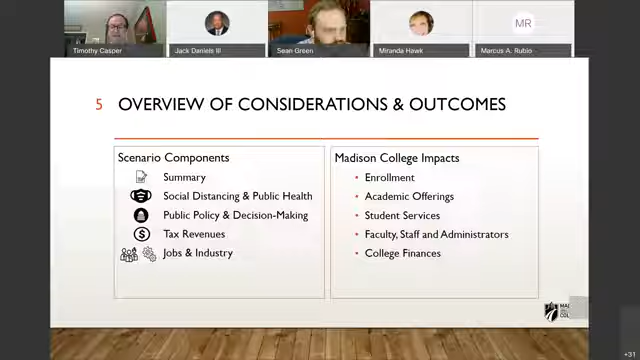 MR
Timothy Casper
Jack Daniels III
Sean Green
Miranda Hawk
Marcus A. Rubio
5 OVERVIEW OF CONSIDERATIONS & OUTCOMES
Scenario Components
Summary
Social Distancing & Public Health
Public Policy & Decision-Making
Tax Revenues
Jobs & Industry
Madison College Impacts
• Enrollment
• Academic Offerings
• Student Services
• Faculty, Staff and Administrators
• College Finances
+31